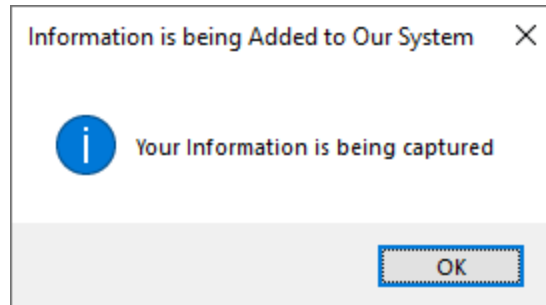 Information is being Added to Our System
Your Information is being captured
OK